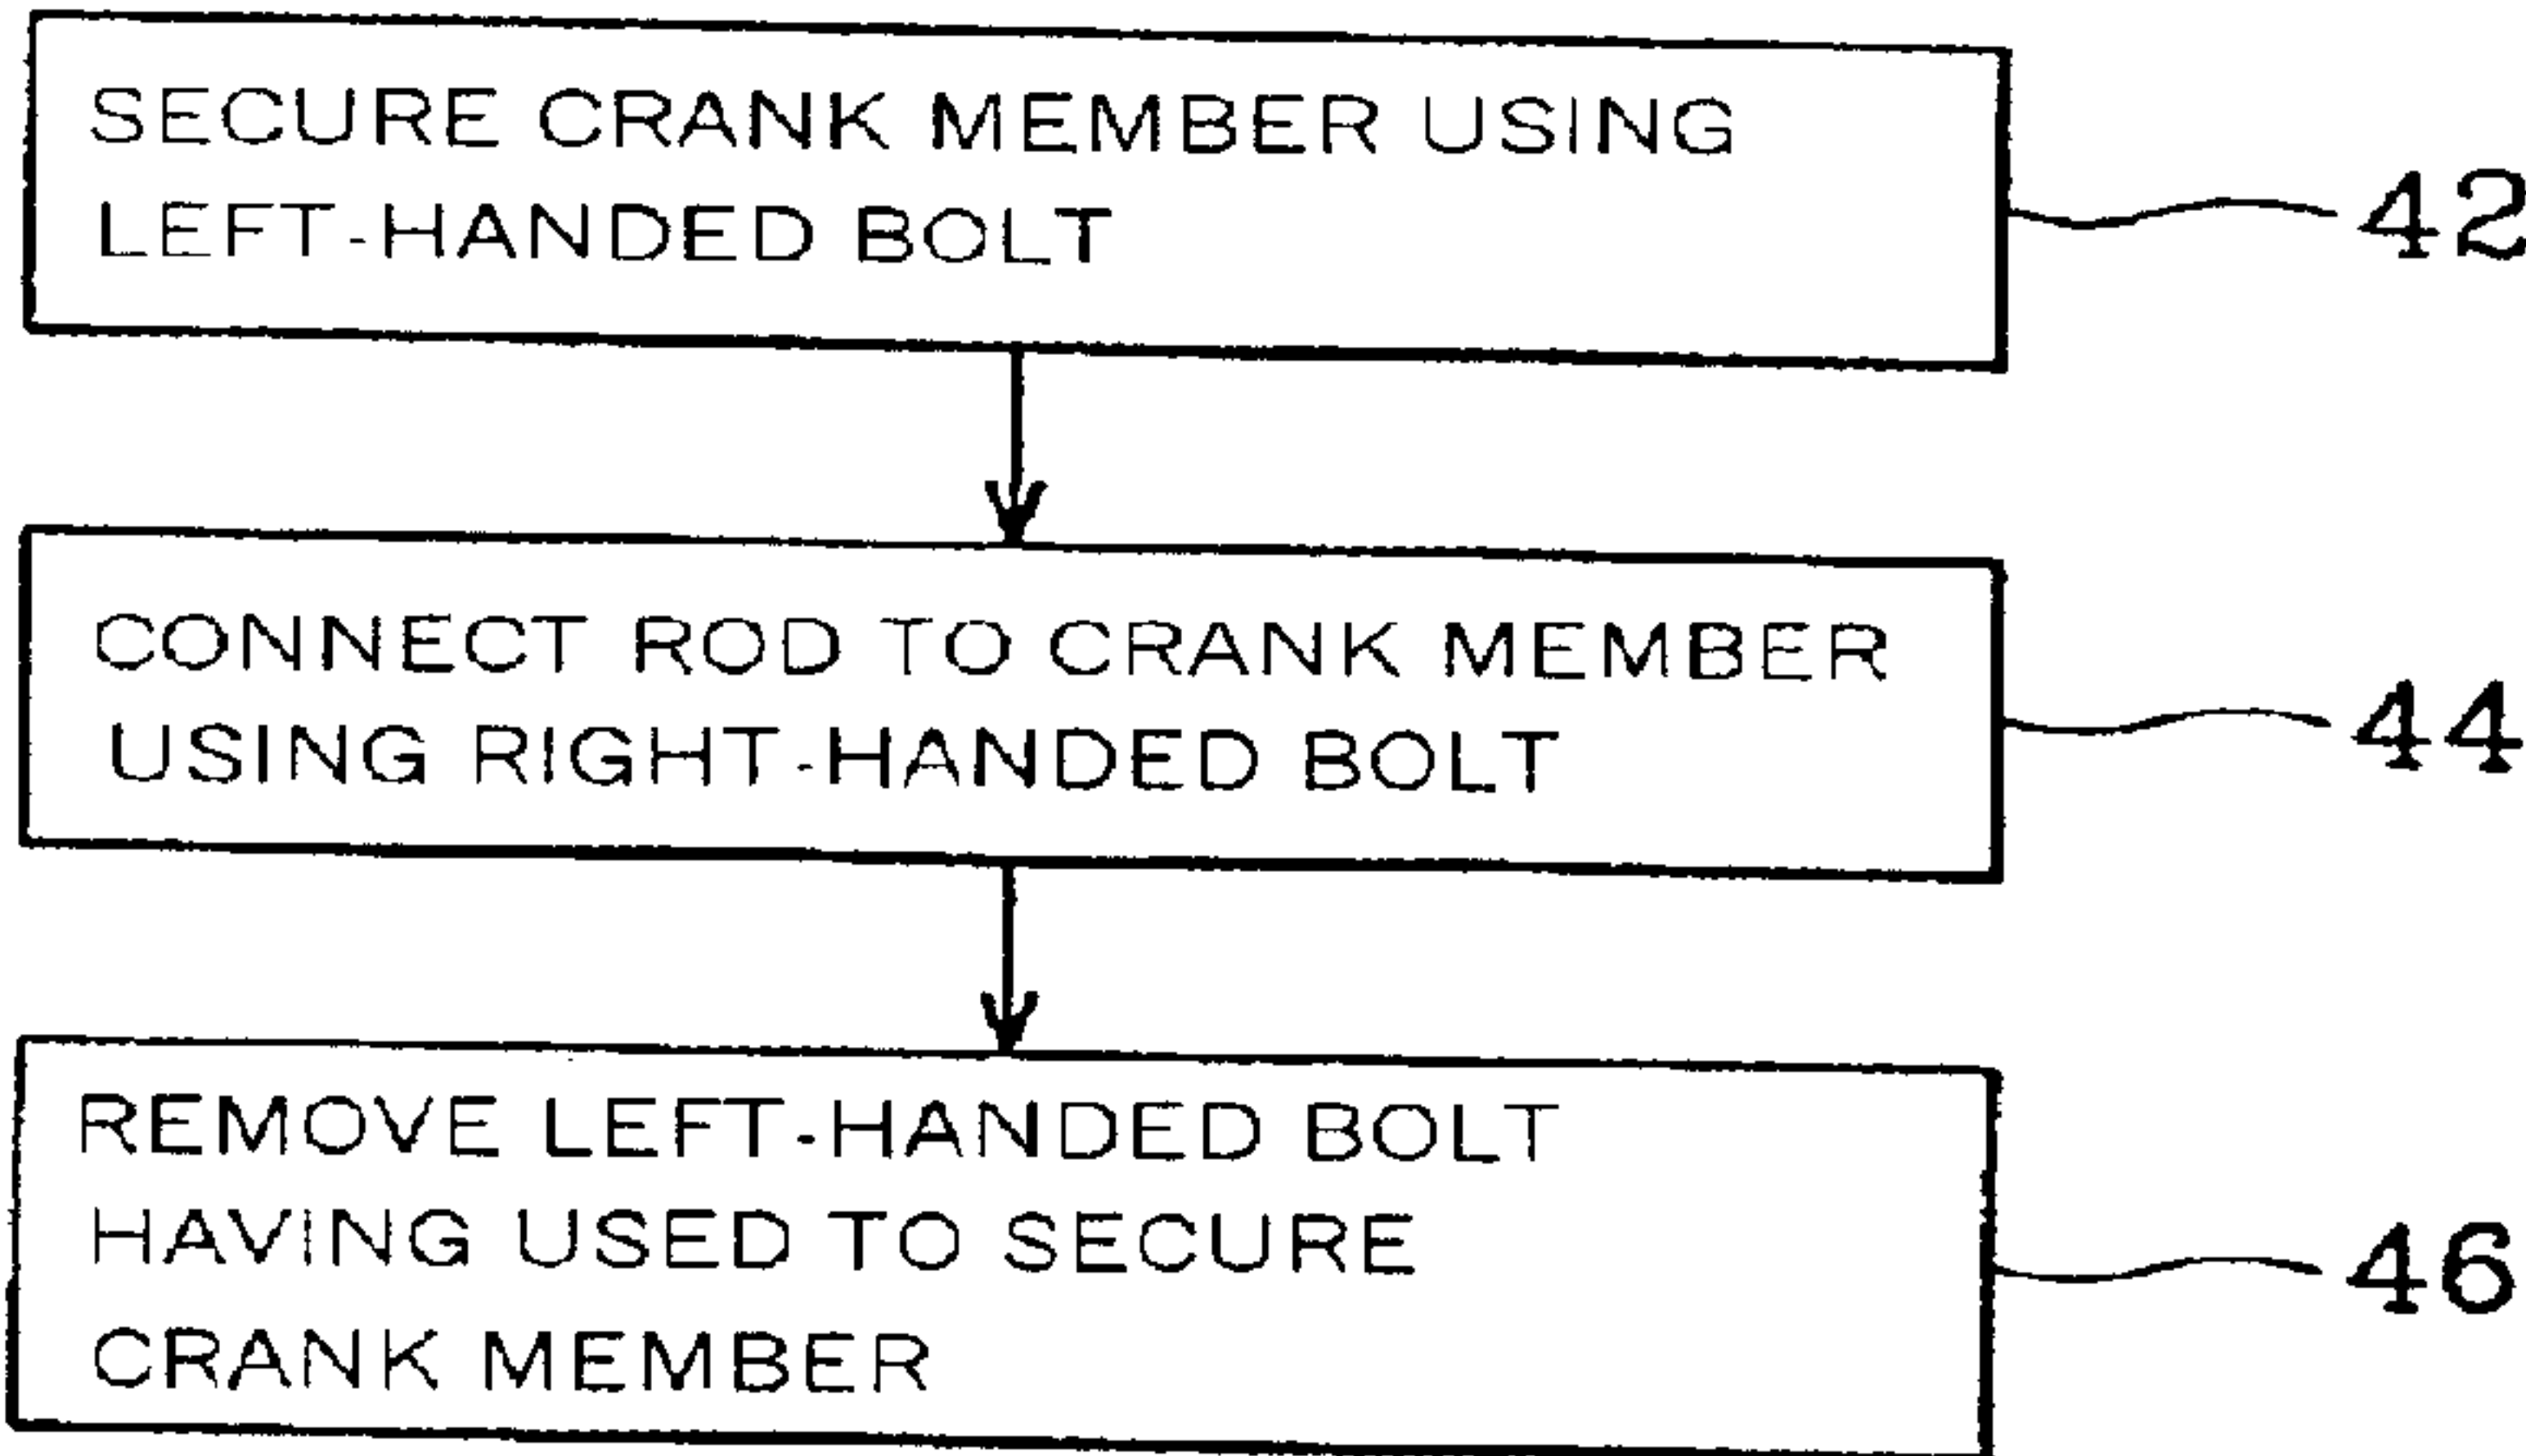 SECURE CRANK MEMBER USING
LEFT-HANDED BOLT
42
CONNECT ROD TO CRANK MEMBER
USING RIGHT-HANDED BOLT
44
REMOVE LEFT-HANDED BOLT
HAVING USED TO SECURE
CRANK MEMBER
46